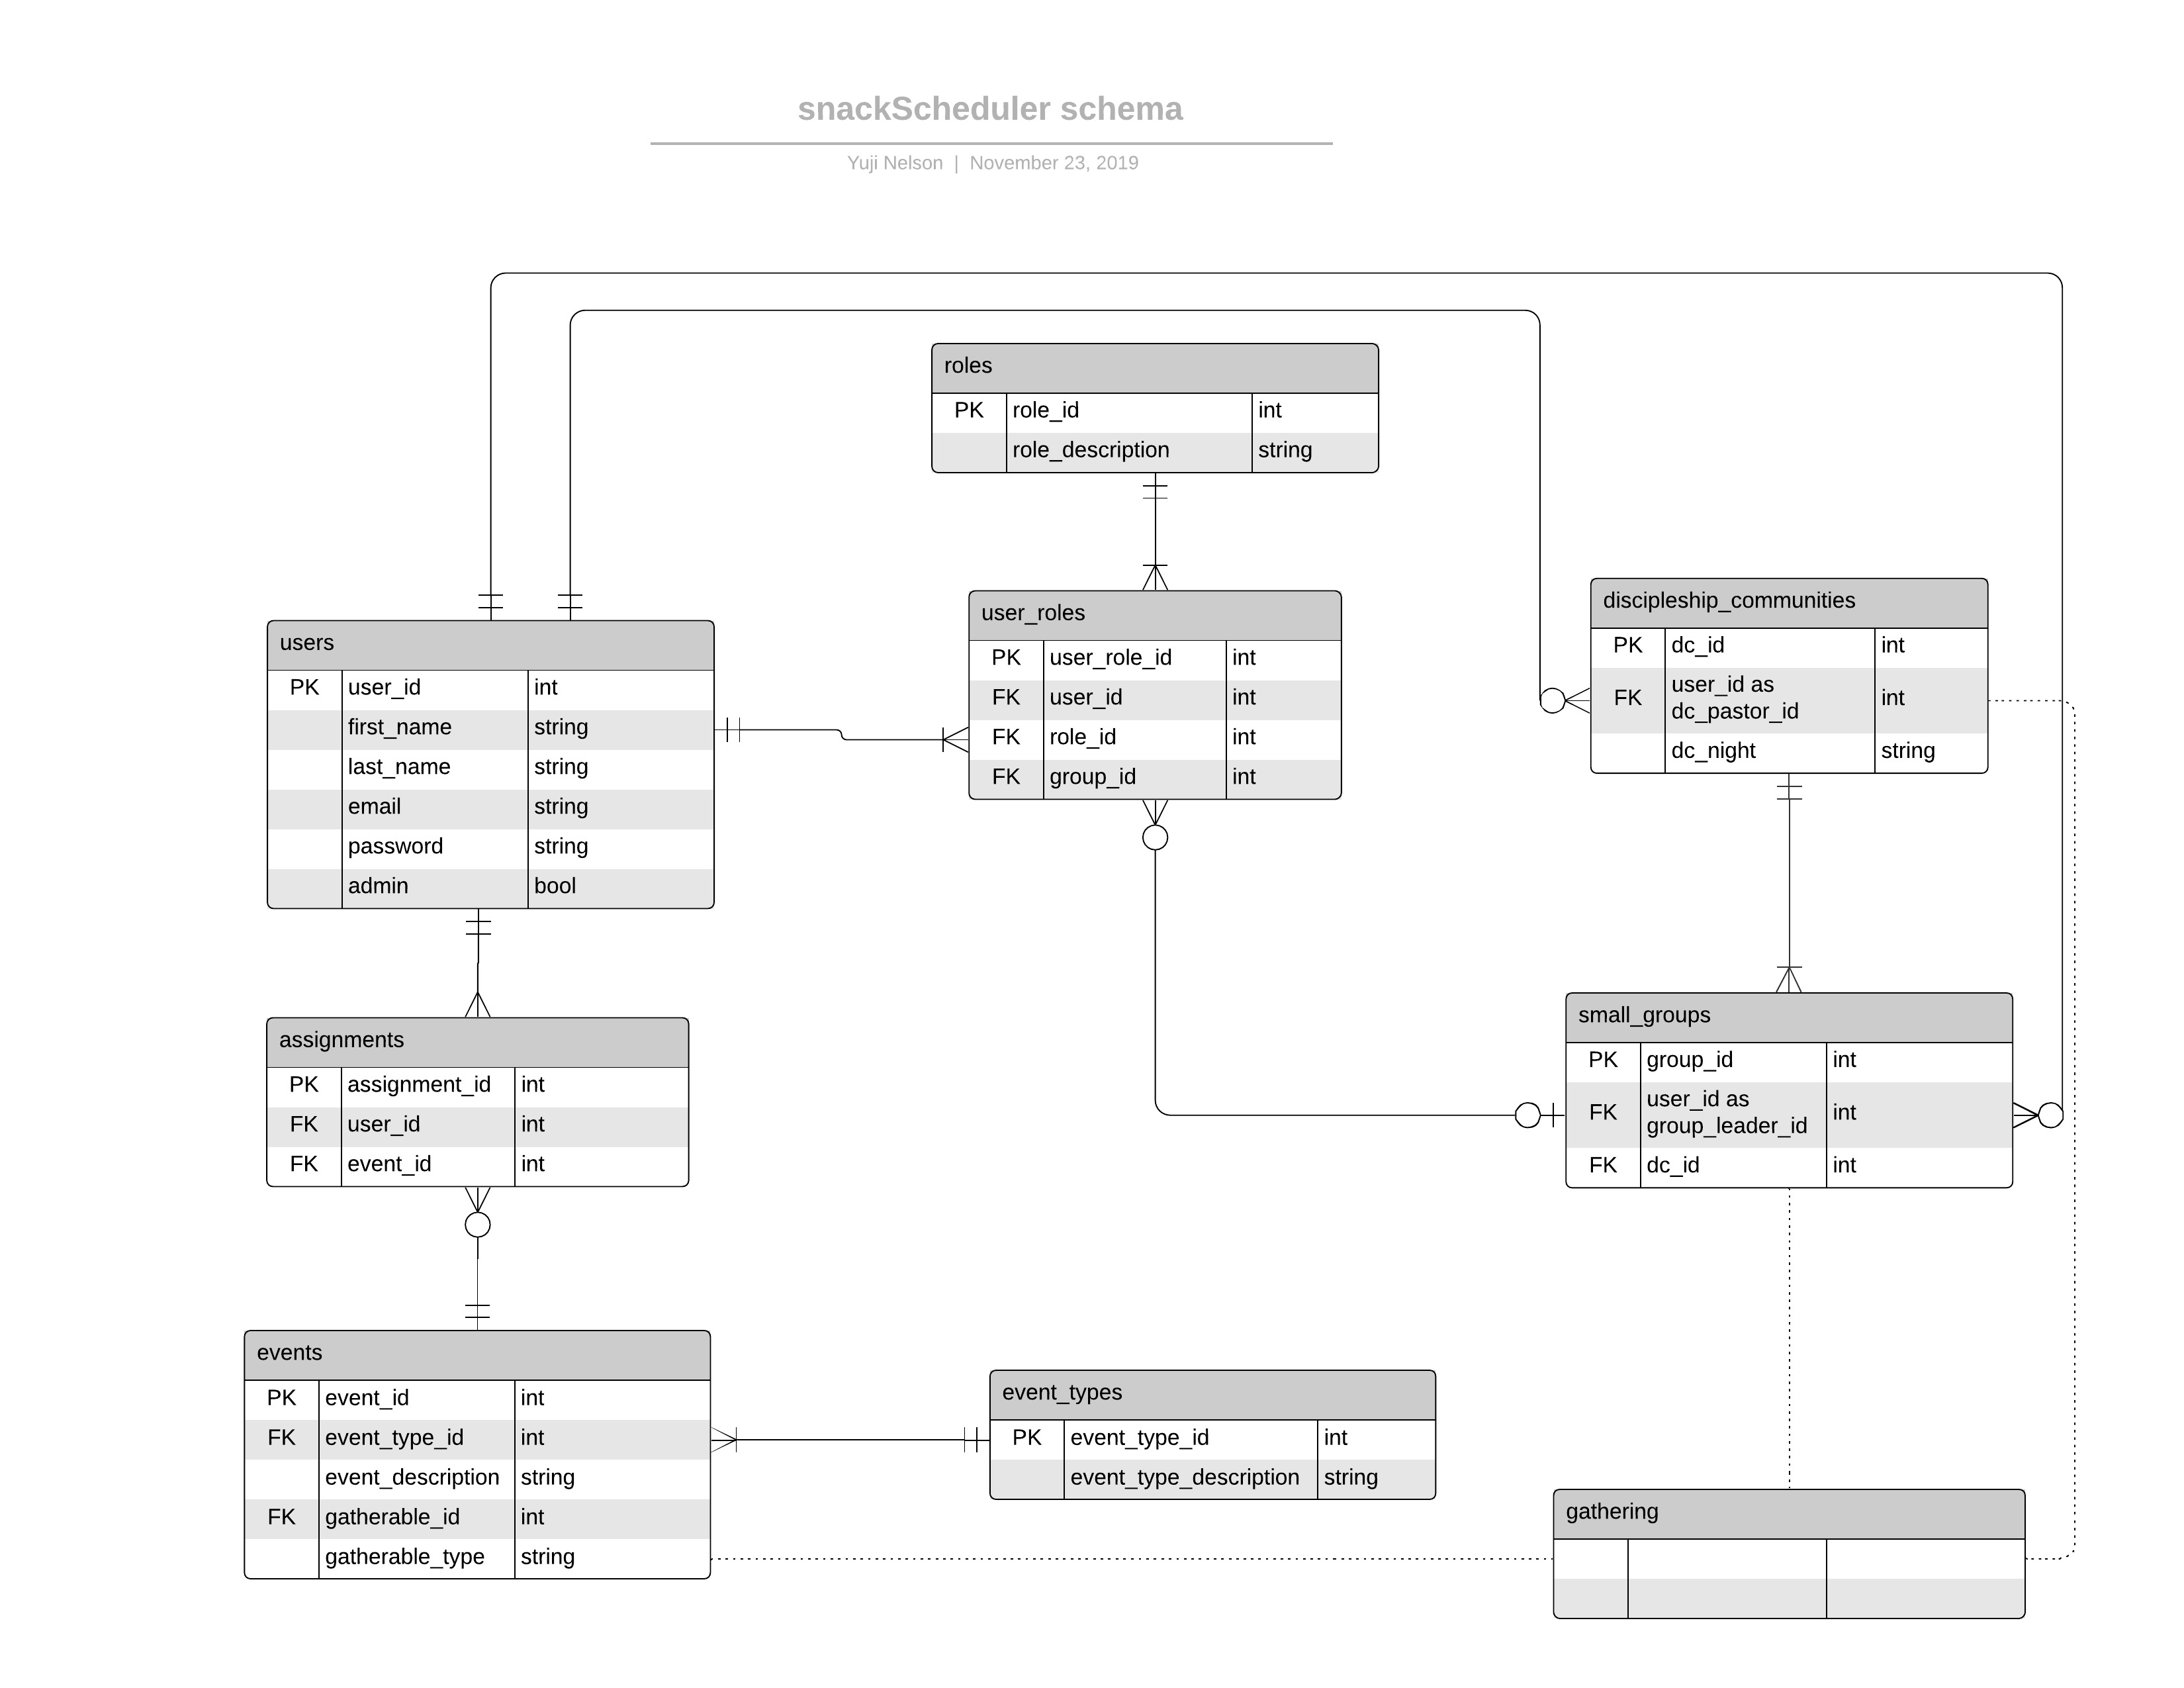 snackScheduler schema
Yuji Nelson | November 23, 2019
roles
PK role_id int
role_description string
users
PK user_id int
first_name string
last_name string
email string
password string
admin bool
user_roles
PK user_role_id int
FK user_id int
FK role_id int
FK group_id int
discipleship_communities
PK dc_id int
FK user_id as
dc_pastor_id int
dc_night string
assignments
PK assignment_id int
FK user_id int
FK event_id int
small_groups
PK group_id int
FK user_id as
group_leader_id int
FK dc_id int
events
PK event_id int
FK event_type_id int
event_description string
FK gatherable_id int
gatherable_type string
event_types
PK event_type_id int
event_type_description string
gathering